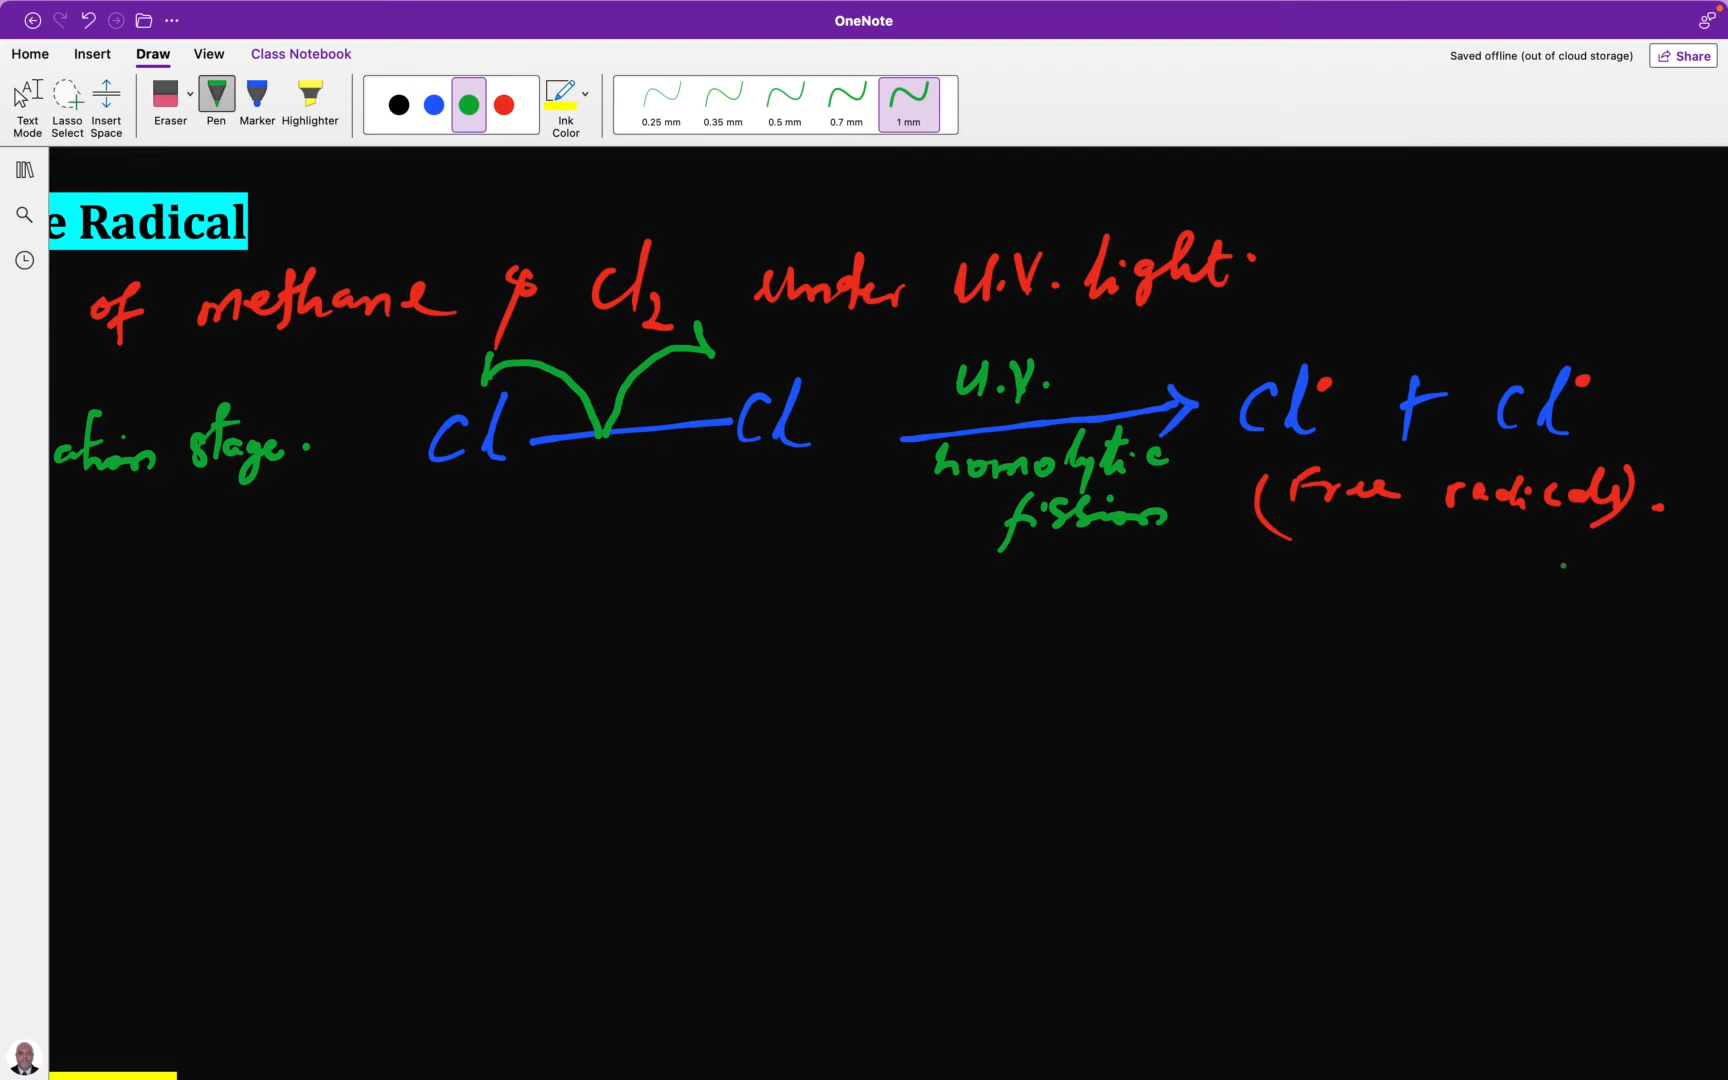 OneNote
Home Insert Draw View Class Notebook
Saved offline (out of cloud storage) Share
Text Mode Lasso Select Insert Space Eraser Pen Marker Highlighter Ink Color 0.25 mm 0.35 mm 0.5 mm 0.7 mm 1 mm
e Radical
of methane & Cl₂ under U.V. light.
ation stage. Cl — Cl U.V. → Cl• + Cl•
homolytic (Free radicals).
fission